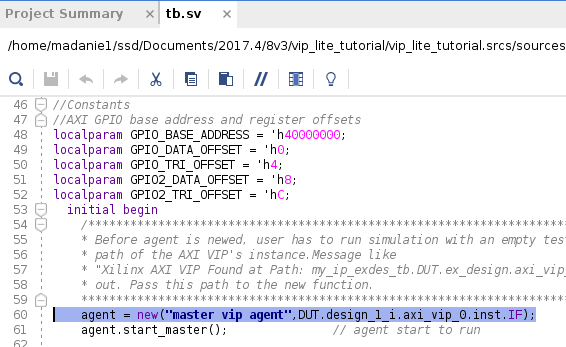 Project Summary × tb.sv ×
/home/madanie1/ssd/Documents/2017.4/8v3/vip_lite_tutorial/vip_lite_tutorial.srcs/sources
46 //Constants
47 //AXI GPIO base address and register offsets
48 localparam GPIO_BASE_ADDRESS = 'h40000000;
49 localparam GPIO_DATA_OFFSET = 'h0;
50 localparam GPIO_TRI_OFFSET = 'h4;
51 localparam GPIO2_DATA_OFFSET = 'h8;
52 localparam GPIO2_TRI_OFFSET = 'hC;
53 initial begin
54 /*************************************************************
55 * Before agent is newed, user has to run simulation with an empty test
56 * path of the AXI VIP's instance.Message like
57 * "Xilinx AXI VIP Found at Path: my_ip_exdes_tb.DUT.ex_design.axi_vip_
58 * out. Pass this path to the new function.
59 *************************************************************
60 agent = new("master vip agent",DUT.design_1_i.axi_vip_0.inst.IF);
61 agent.start_master(); // agent start to run
62